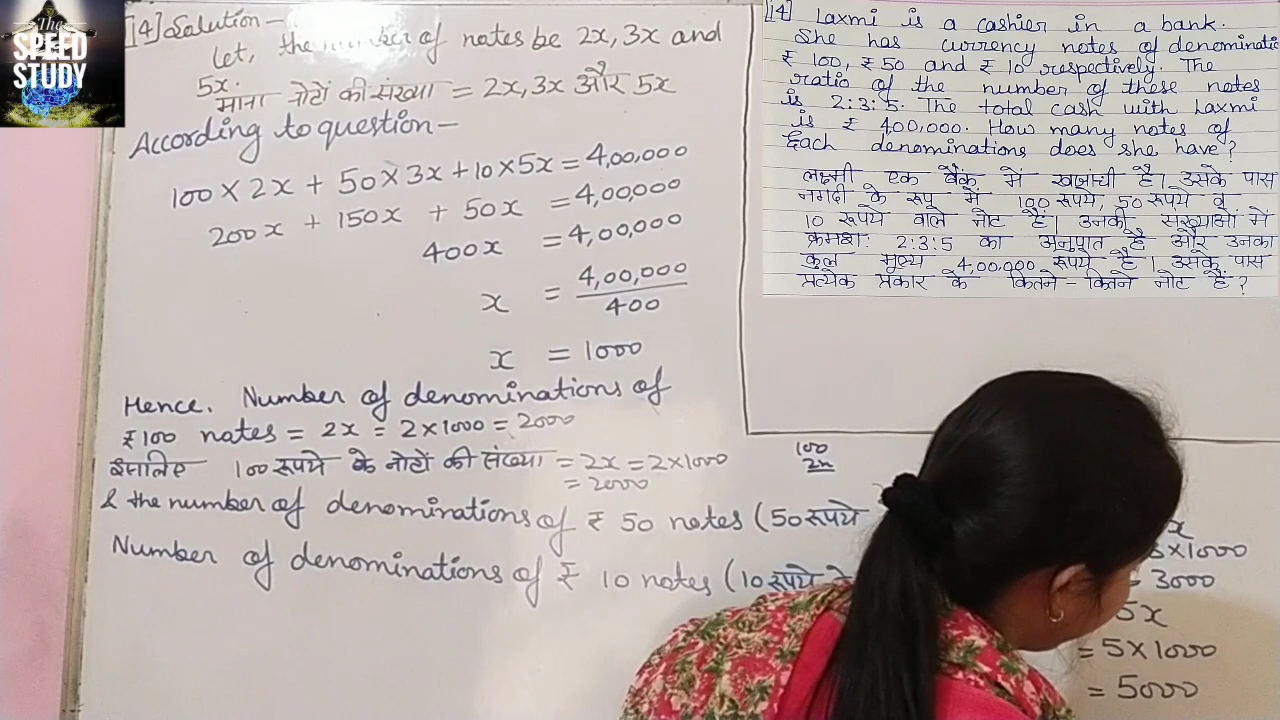 The
SPEED
STUDY
[14] Solution -
Let, the number of notes be 2x, 3x and
5x.
माना नोटों की संख्या = 2x, 3x और 5x
According to question -
100 × 2x + 50 × 3x + 10 × 5x = 4,00,000
200x + 150x + 50x = 4,00,000
400x = 4,00,000
x = 4,00,000 / 400
x = 1000
Hence. Number of denominations of
₹100 notes = 2x = 2 × 1000 = 2000
इसलिए 100 रूपये के नोटों की संख्या = 2x = 2 × 1000
= 2000
& the number of denominations of ₹ 50 notes (50 रूपये
Number of denominations of ₹ 10 notes (10 रूपये के
100
2x
x
3 × 1000
= 3000
5x
= 5 × 1000
= 5000
[14] Laxmi is a cashier in a bank.
She has currency notes of denominatio
₹ 100, ₹ 50 and ₹ 10 respectively. The
ratio of the number of these notes
is 2:3:5. The total cash with Laxmi
is ₹ 400,000. How many notes of
Each denominations does she have?
लक्ष्मी एक बैंक में खजांची है। उसके पास
नगदी के रूप में 100 रूपये, 50 रूपये व
10 रूपये वाले नोट है। उनकी संख्याओं में
क्रमशः 2:3:5 का अनुपात है और उनका
कुल मूल्य 4,00,000 रूपये है। उसके पास
प्रत्येक प्रकार के कितने-कितने नोट हैं?